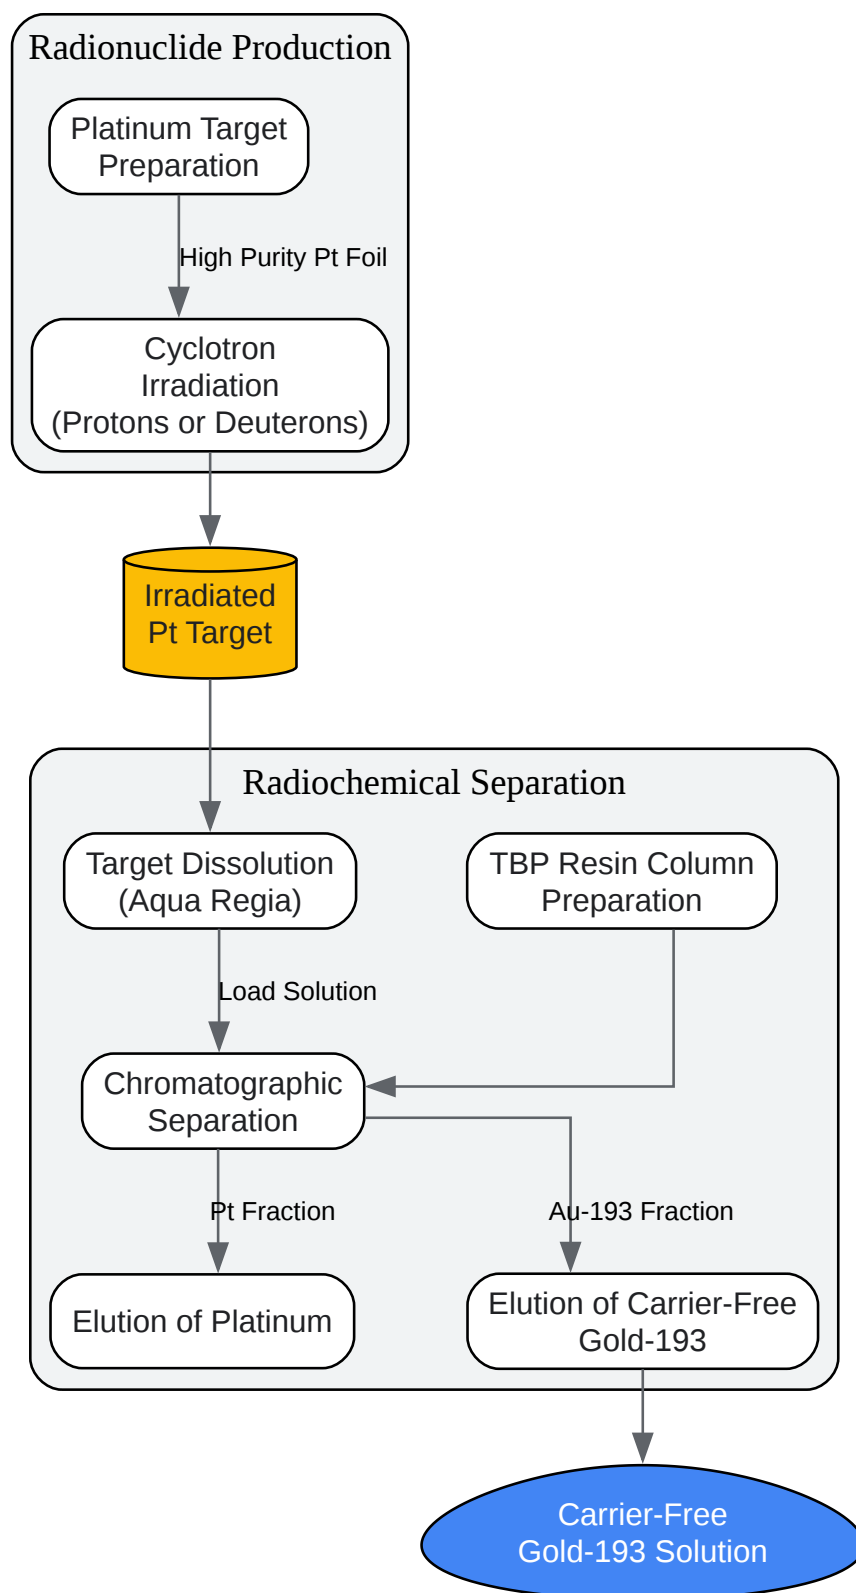 Radionuclide Production
Platinum Target
Preparation
High Purity Pt Foil
Cyclotron
Irradiation
(Protons or Deuterons)
Irradiated
Pt Target
Radiochemical Separation
Target Dissolution
(Aqua Regia)
TBP Resin Column
Preparation
Load Solution
Chromatographic
Separation
Pt Fraction
Au-193 Fraction
Elution of Platinum
Elution of Carrier-Free
Gold-193
Carrier-Free
Gold-193 Solution